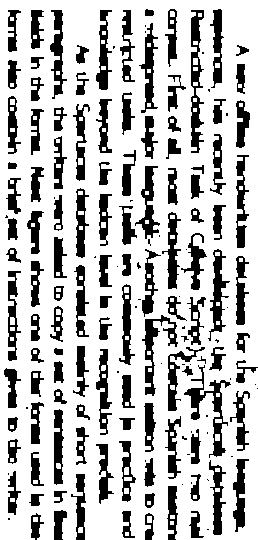 A new offline handwritten database for the Spanish language,
sentences, has recently been developed: the Spartacus database
Restricted-domain Task of Cursive Script). There were two
corpus. First of all, most databases do not contain Spanish
a widespread major language. Another important reason was to
restricted tasks. These tasks are commonly used in practice and
knowledge beyond the lexicon level in the recognition process.
As the Spartacus database consisted mainly of short sentences
paragraphs, the writers were asked to copy a set of sentences in
fields in the forms. Next figure shows one of the forms used in the
forms also contain a brief set of instructions given to the writer.